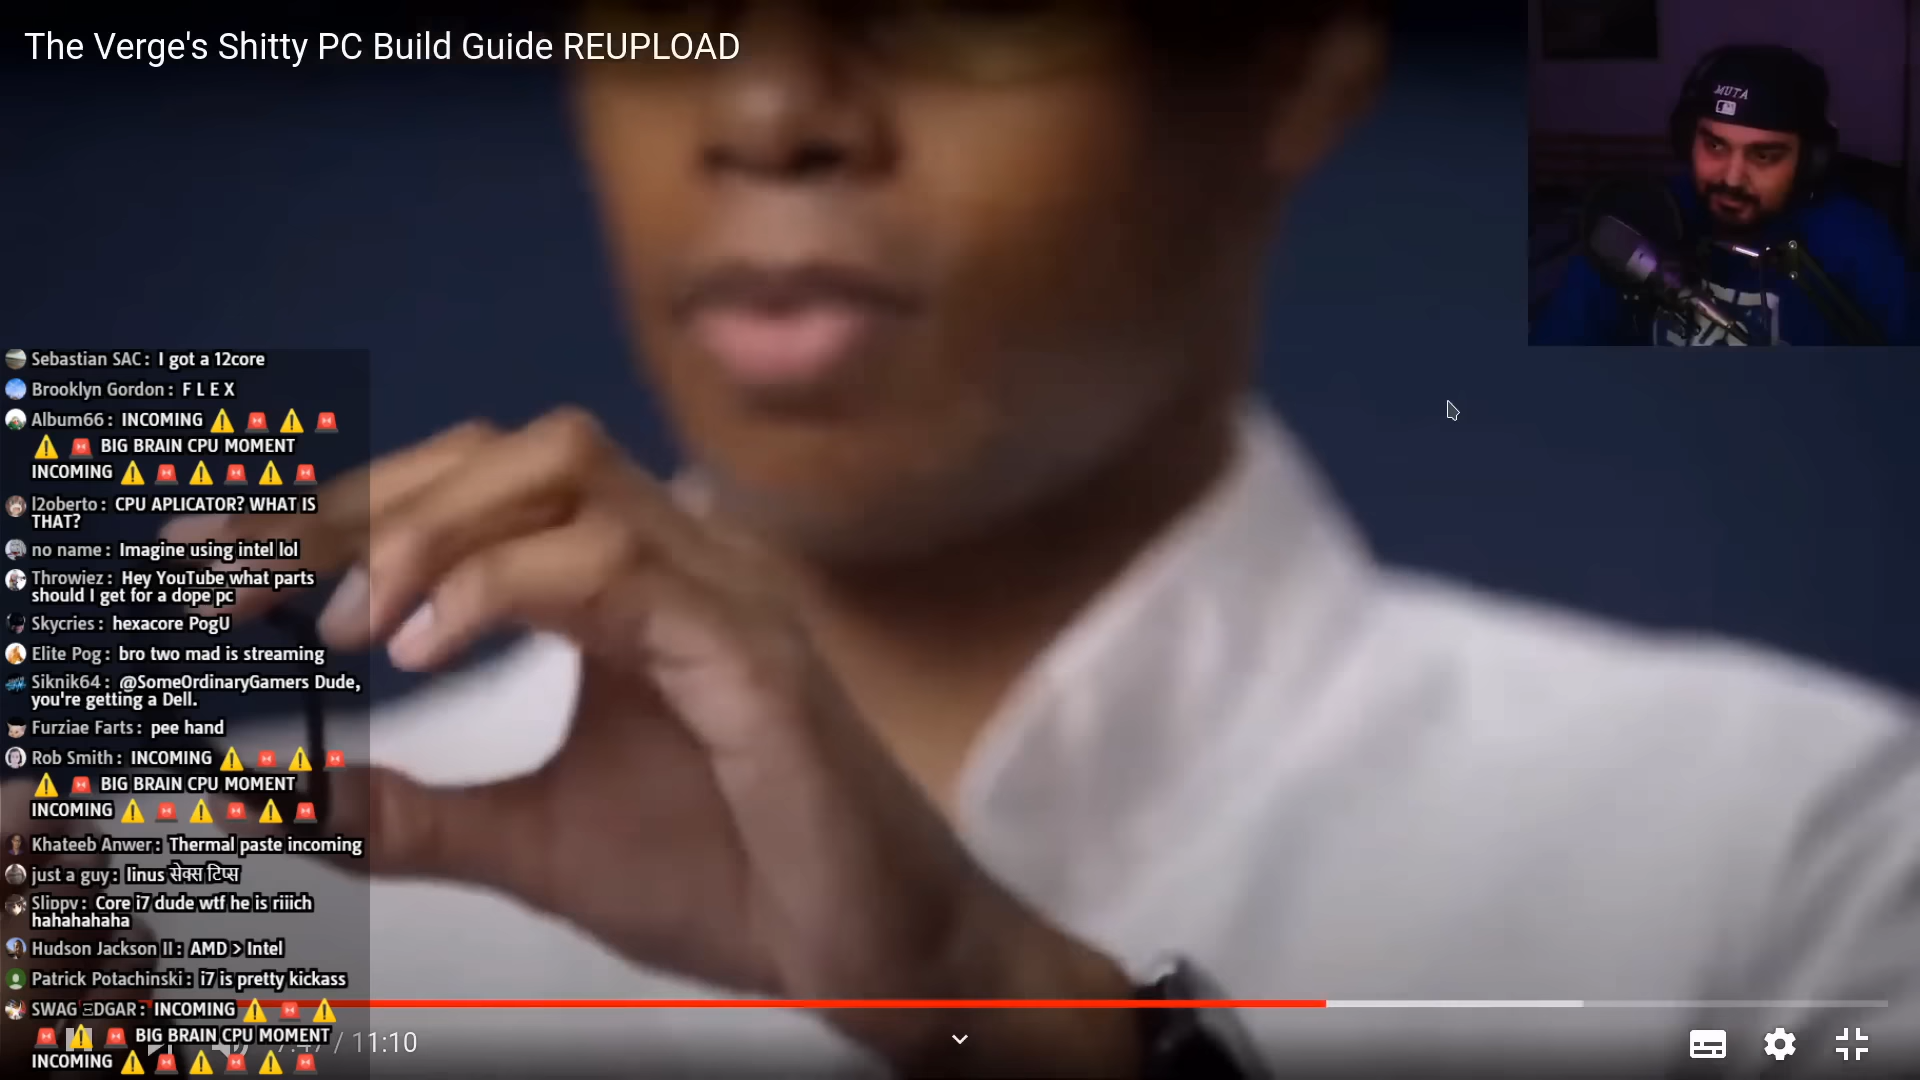 The Verge's Shitty PC Build Guide REUPLOAD
MUTA
Sebastian SAC: I got a 12core
Brooklyn Gordon: F L E X
Album66: INCOMING ⚠️ 🚨 ⚠️ 🚨
⚠️ 🚨 BIG BRAIN CPU MOMENT
INCOMING ⚠️ 🚨 ⚠️ 🚨 ⚠️ 🚨
l2oberto: CPU APLICATOR? WHAT IS
THAT?
no name: Imagine using intel lol
Throwiez: Hey YouTube what parts
should I get for a dope pc
Skycries: hexacore PogU
Elite Pog: bro two mad is streaming
Siknik64: @SomeOrdinaryGamers Dude,
you're getting a Dell.
Furziae Farts: pee hand
Rob Smith: INCOMING ⚠️ 🚨 ⚠️ 🚨
⚠️ 🚨 BIG BRAIN CPU MOMENT
INCOMING ⚠️ 🚨 ⚠️ 🚨 ⚠️ 🚨
Khateeb Anwer: Thermal paste incoming
just a guy: linus सेक्स टिप्स
Slippy: Core i7 dude wtf he is riiich
hahahahaha
Hudson Jackson II: AMD > Intel
Patrick Potachinski: i7 is pretty kickass
SWAG ΞDGAR: INCOMING ⚠️ 🚨 ⚠️
🚨 ⚠️ 🚨 BIG BRAIN CPU MOMENT
INCOMING ⚠️ 🚨 ⚠️ 🚨 ⚠️ 🚨
/ 11:10